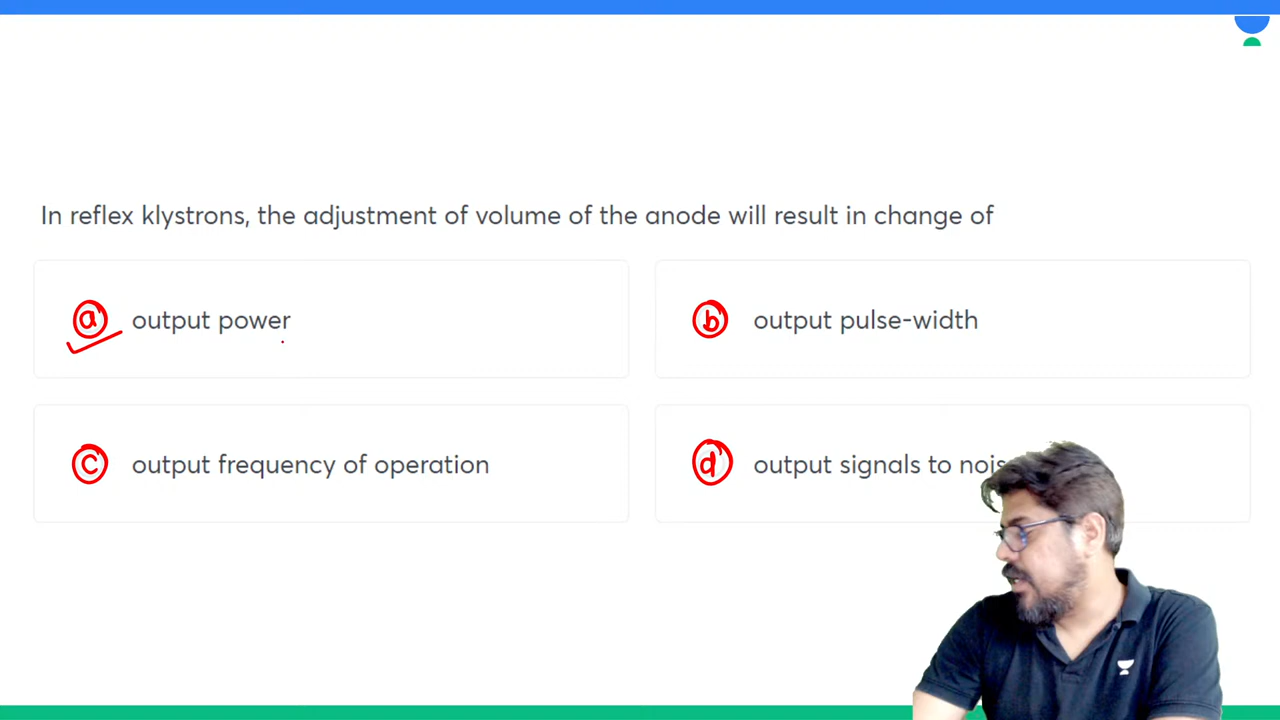 In reflex klystrons, the adjustment of volume of the anode will result in change of
a output power
b output pulse-width
c output frequency of operation
d output signals to